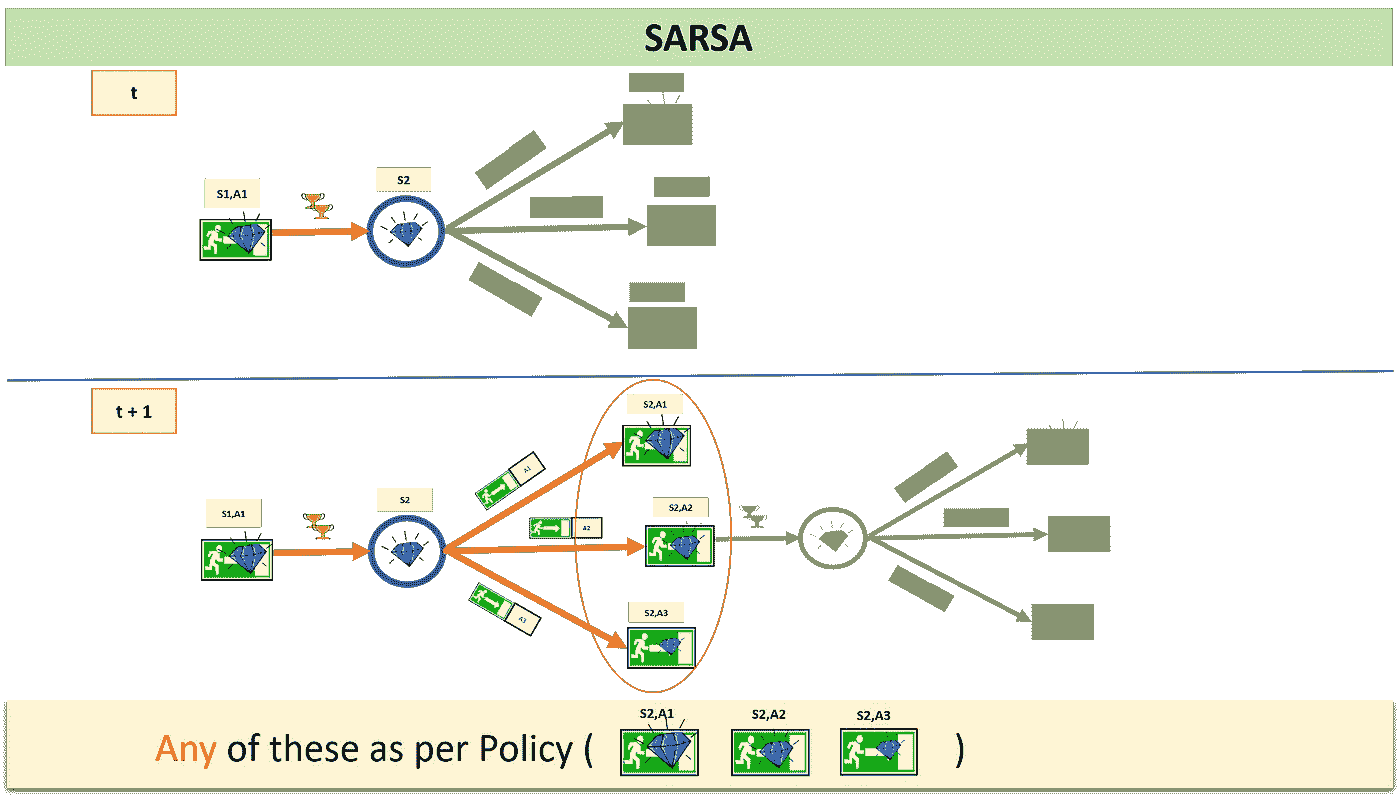 SARSA
t
S1,A1
S2
t + 1
S1,A1
S2
A1
A2
A3
S2,A1
S2,A2
S2,A3
Any of these as per Policy ( S2,A1 S2,A2 S2,A3 )